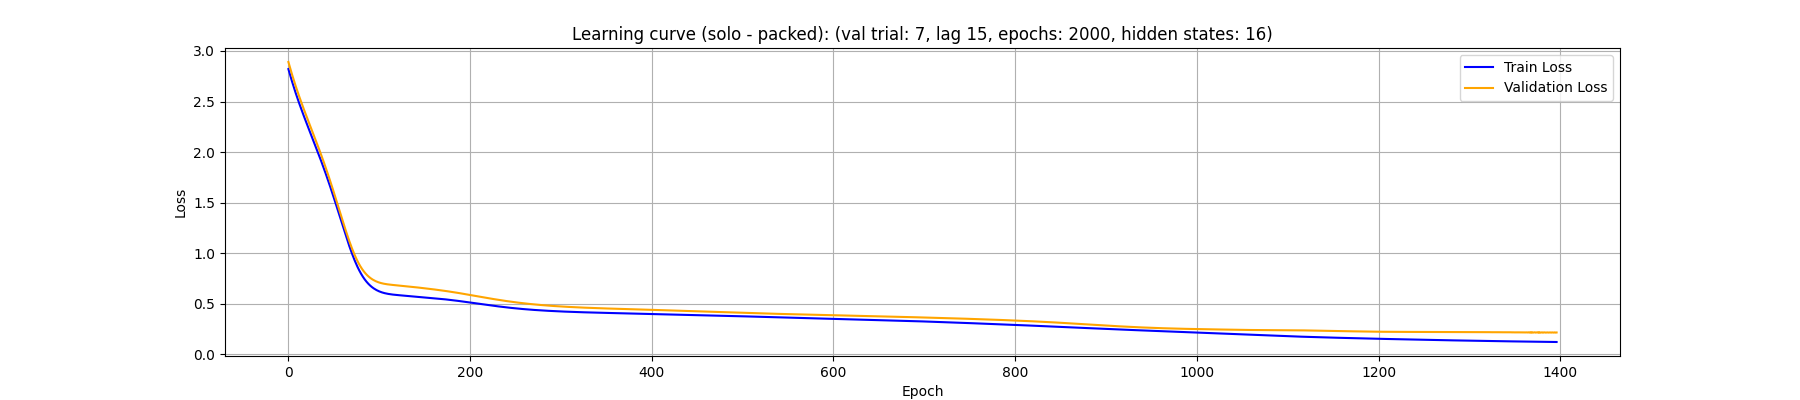 Learning curve (solo - packed): (val trial: 7, lag 15, epochs: 2000, hidden states: 16)
3.0
2.5
2.0
1.5
1.0
0.5
0.0
Loss
Train Loss
Validation Loss
0 200 400 600 800 1000 1200 1400
Epoch